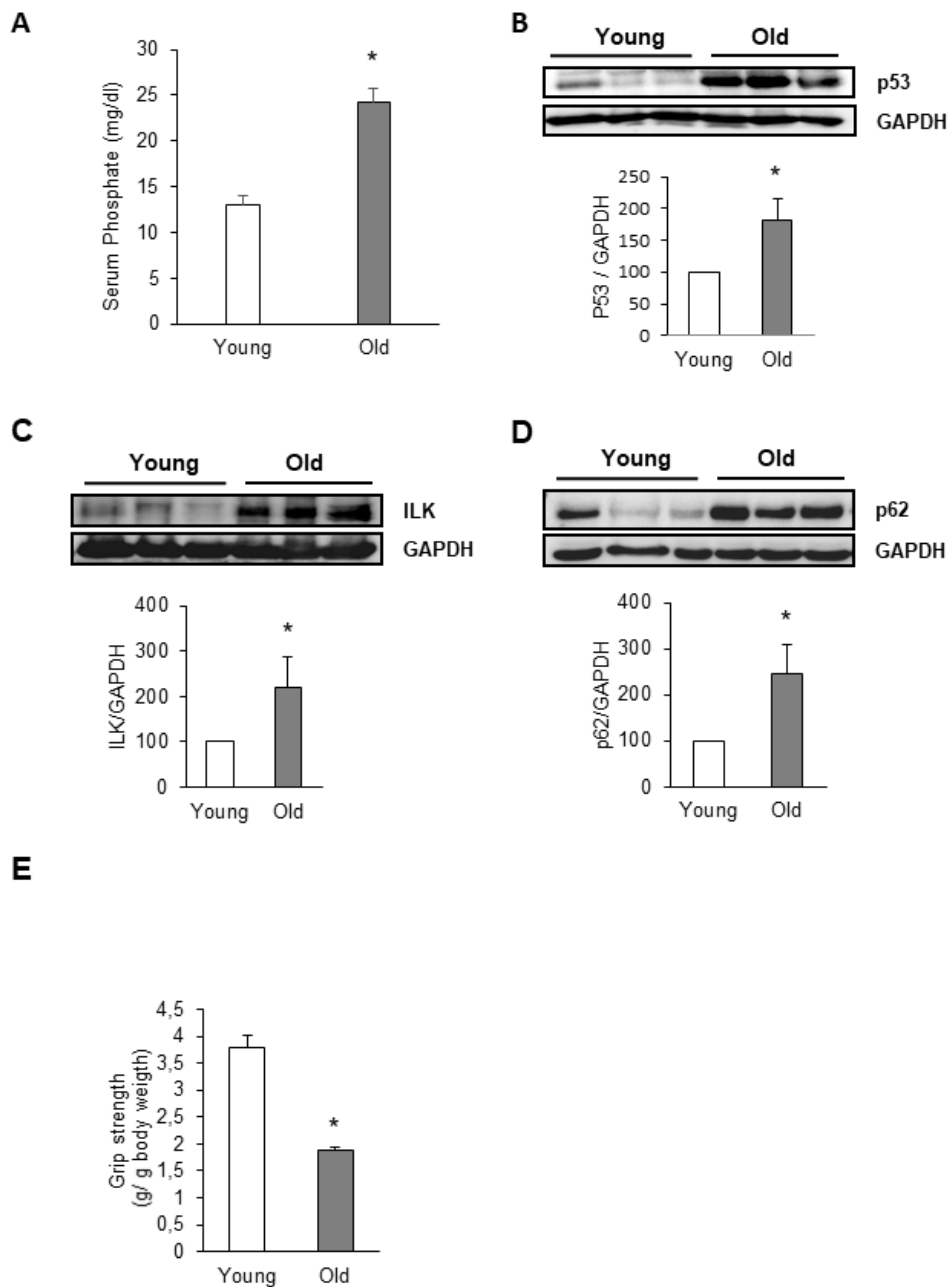 A
Serum Phosphate (mg/dl)
30
25
20
15
10
5
0
*
Young Old
B
Young Old
p53
GAPDH
P53 / GAPDH
250
200
150
100
50
0
*
Young Old
C
Young Old
ILK
GAPDH
ILK/GAPDH
400
300
200
100
0
*
Young Old
D
Young Old
p62
GAPDH
p62/GAPDH
400
300
200
100
0
*
Young Old
E
Grip strength
(g/ g body weigth)
4,5
4
3,5
3
2,5
2
1,5
1
0,5
0
*
Young Old